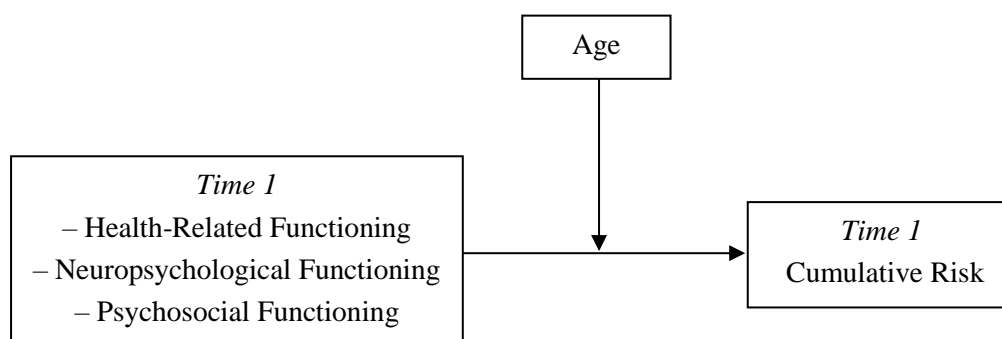 Age
Time 1
– Health-Related Functioning
– Neuropsychological Functioning
– Psychosocial Functioning
Time 1
Cumulative Risk